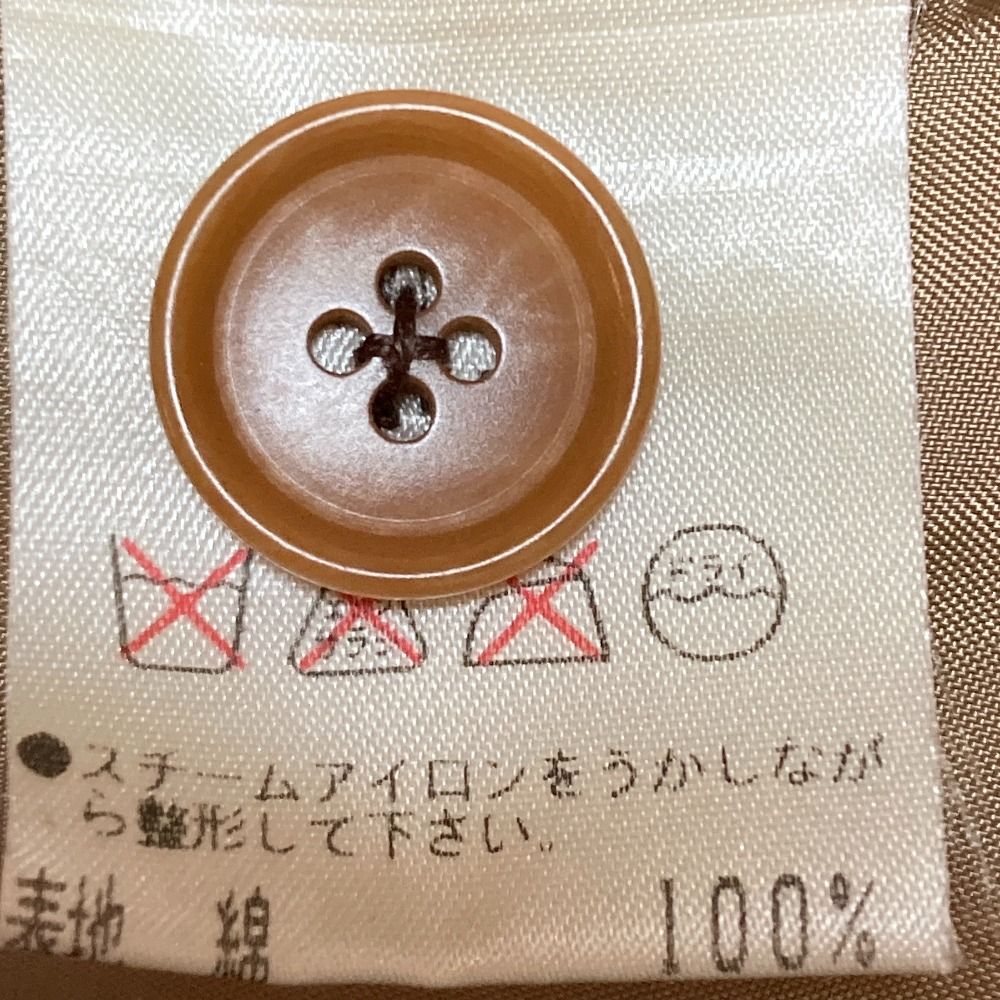 ドライ
●スチームアイロンをうかしなが
ら整形して下さい。
表地 綿 100%